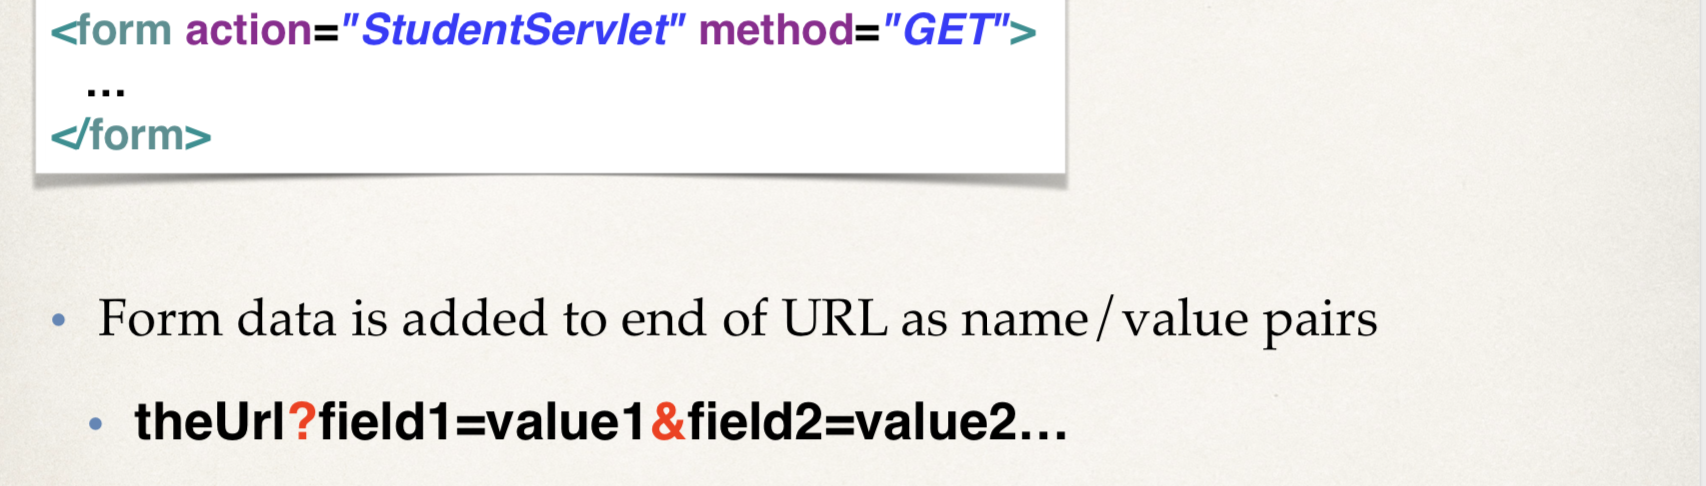 <form action="StudentServlet" method="GET">
...
</form>
• Form data is added to end of URL as name/value pairs
• theUrl?field1=value1&field2=value2...